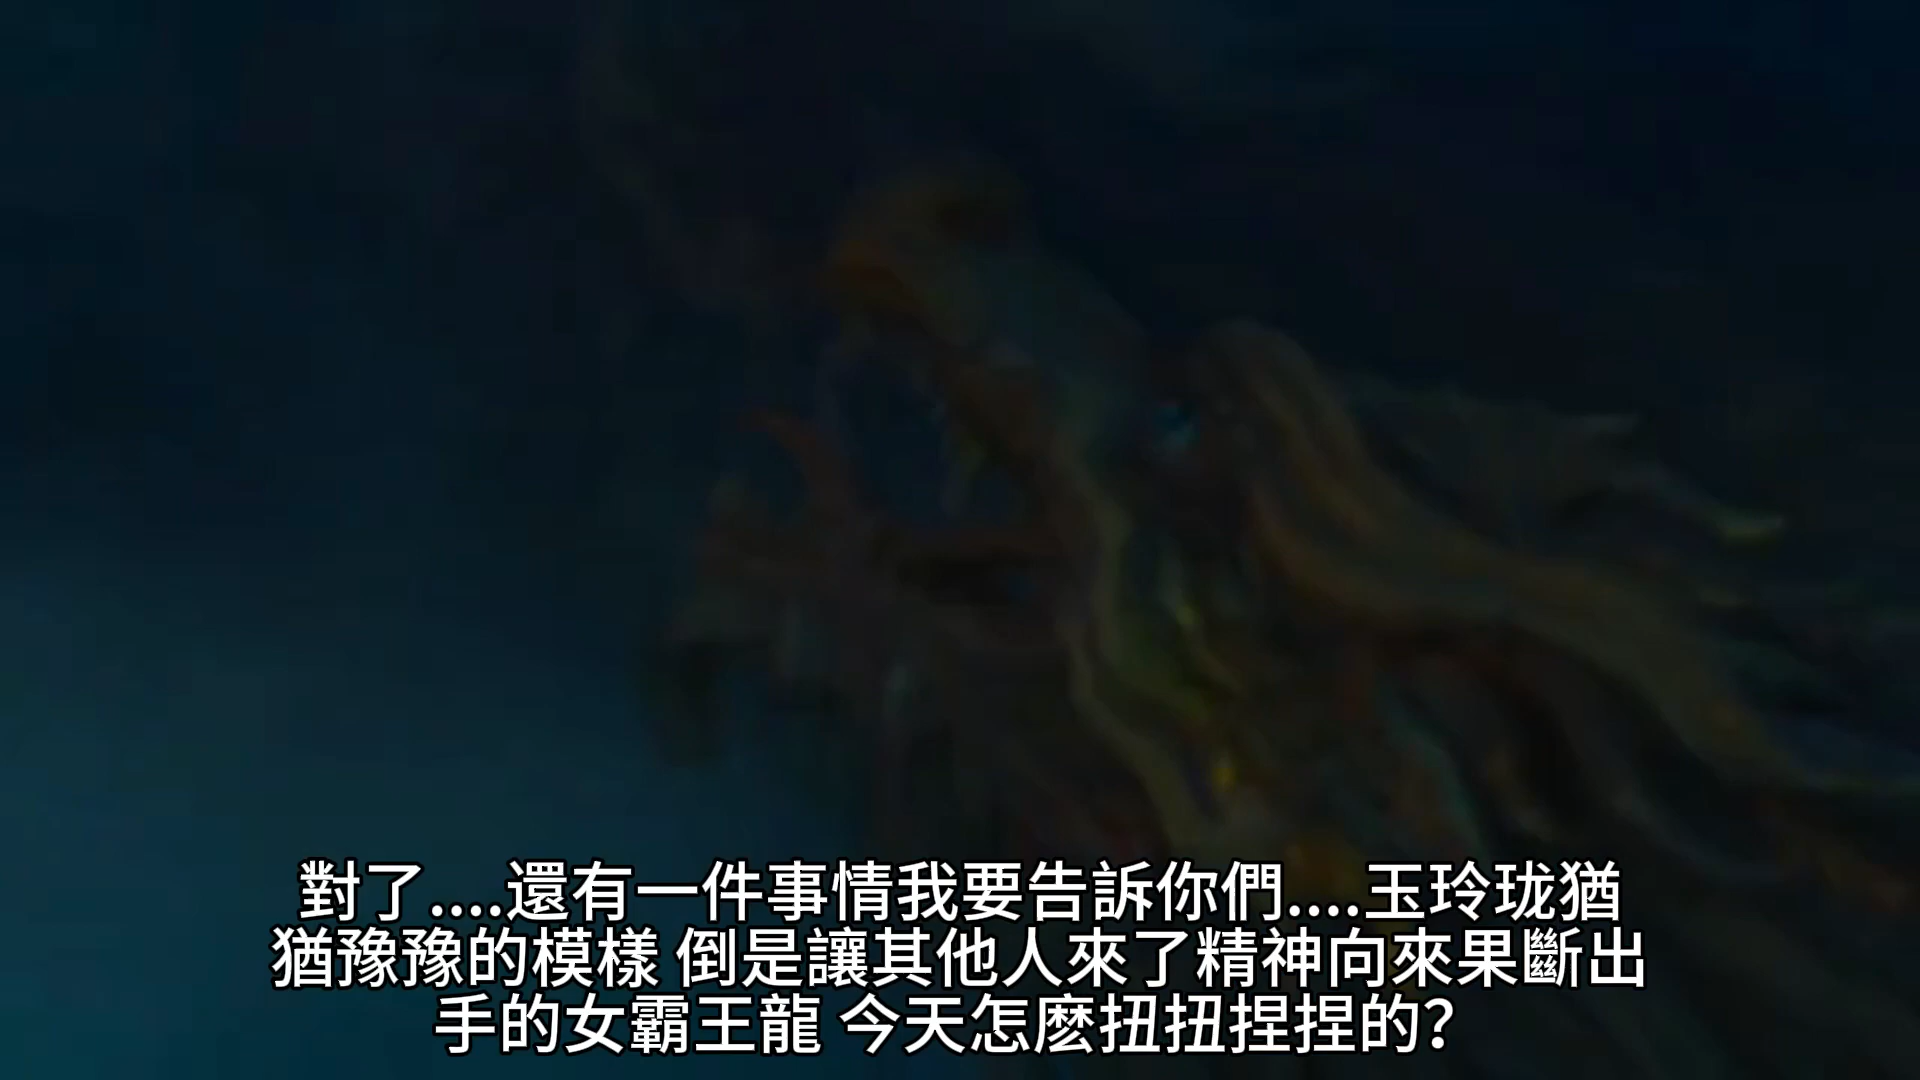 對了....還有一件事情我要告訴你們....玉玲珑猶
猶豫豫的模樣 倒是讓其他人來了精神向來果斷出
手的女霸王龍 今天怎麽扭扭捏捏的?